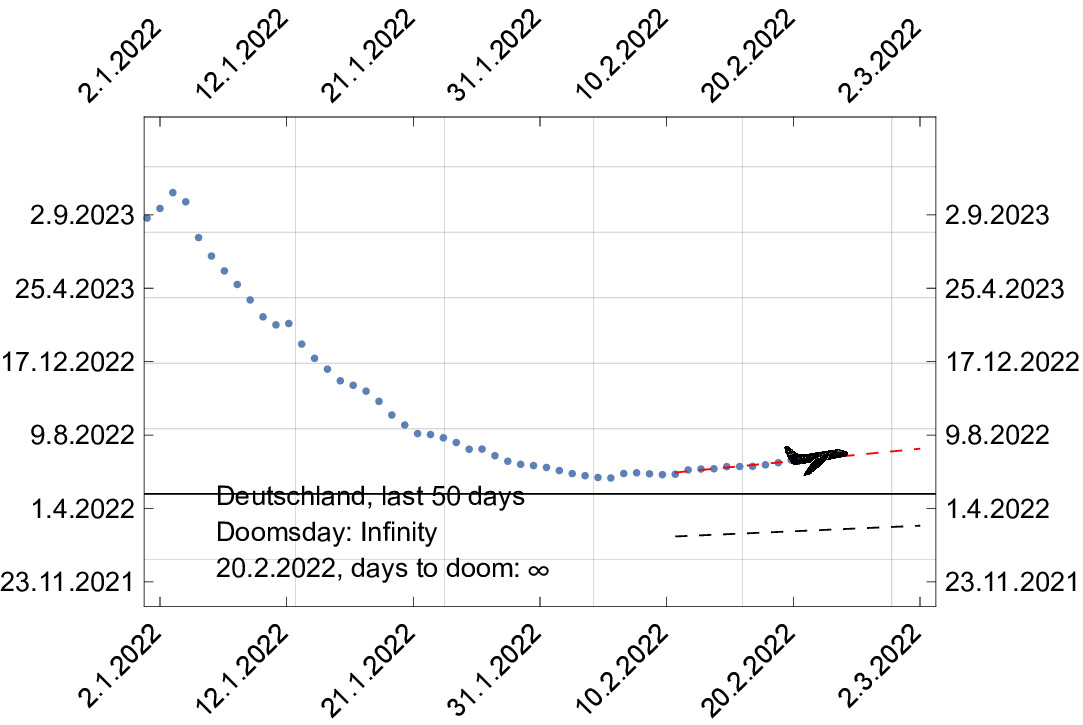 2.1.2022 12.1.2022 21.1.2022 31.1.2022 10.2.2022 20.2.2022 2.3.2022
2.9.2023 2.9.2023
25.4.2023 25.4.2023
17.12.2022 17.12.2022
9.8.2022 9.8.2022
Deutschland, last 50 days
1.4.2022 1.4.2022
Doomsday: Infinity
20.2.2022, days to doom: ∞
23.11.2021 23.11.2021
2.1.2022 12.1.2022 21.1.2022 31.1.2022 10.2.2022 20.2.2022 2.3.2022